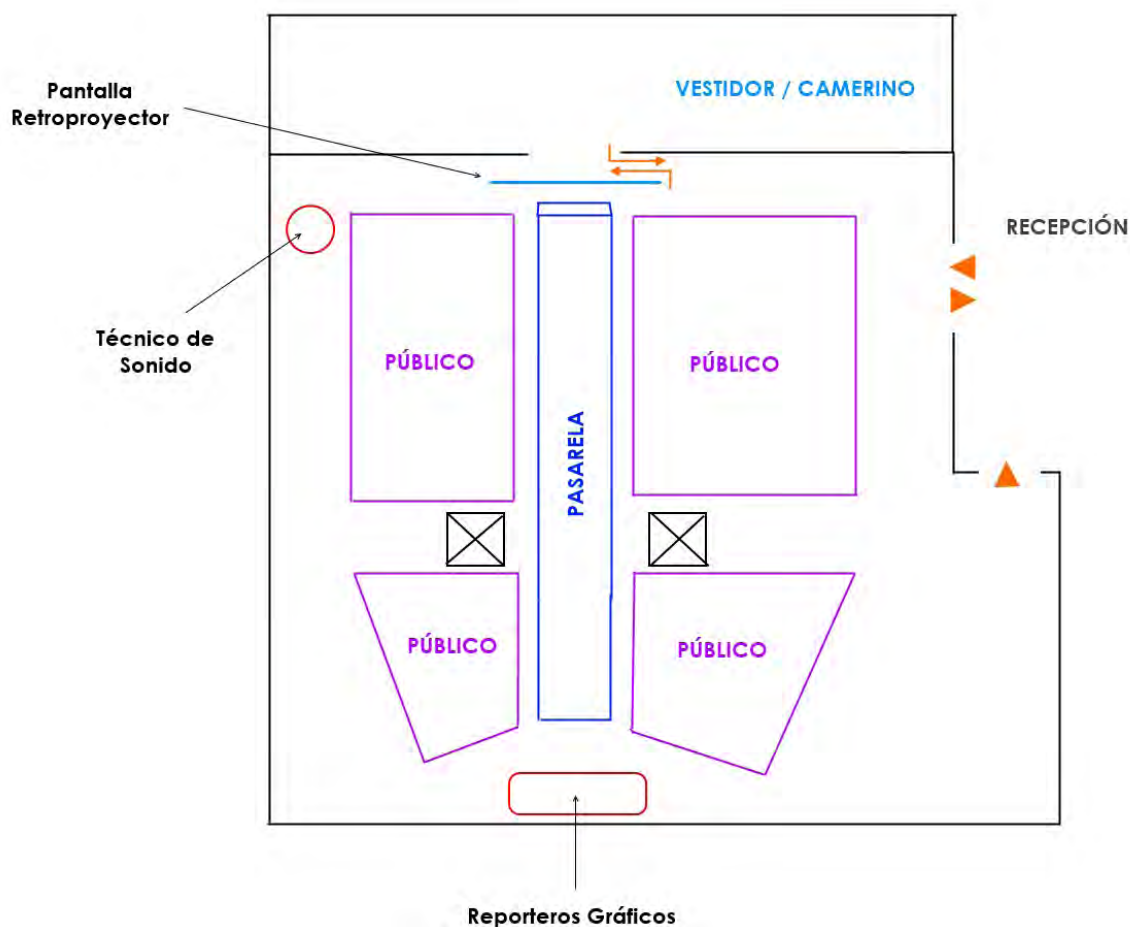 Pantalla
Retroproyector
VESTIDOR / CAMERINO
RECEPCIÓN
Técnico de
Sonido
PÚBLICO
PÚBLICO
PASARELA
PÚBLICO
PÚBLICO
Reporteros Gráficos